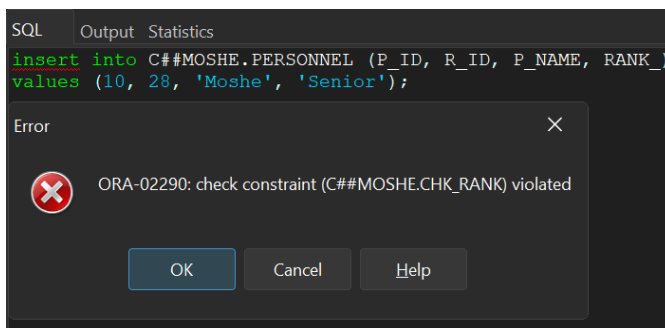 SQL Output Statistics
insert into C##MOSHE.PERSONNEL (P_ID, R_ID, P_NAME, RANK_)
values (10, 28, 'Moshe', 'Senior');
Error
ORA-02290: check constraint (C##MOSHE.CHK_RANK) violated
OK Cancel Help